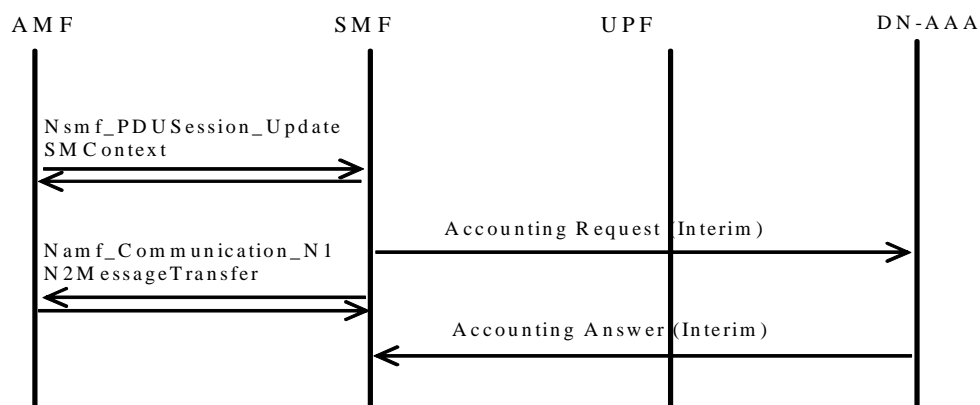 AMF SMF UPF DN-AAA
Nsmf_PDUSession_Update
SMContext
Accounting Request (Interim)
Namf_Communication_N1
N2MessageTransfer
Accounting Answer (Interim)